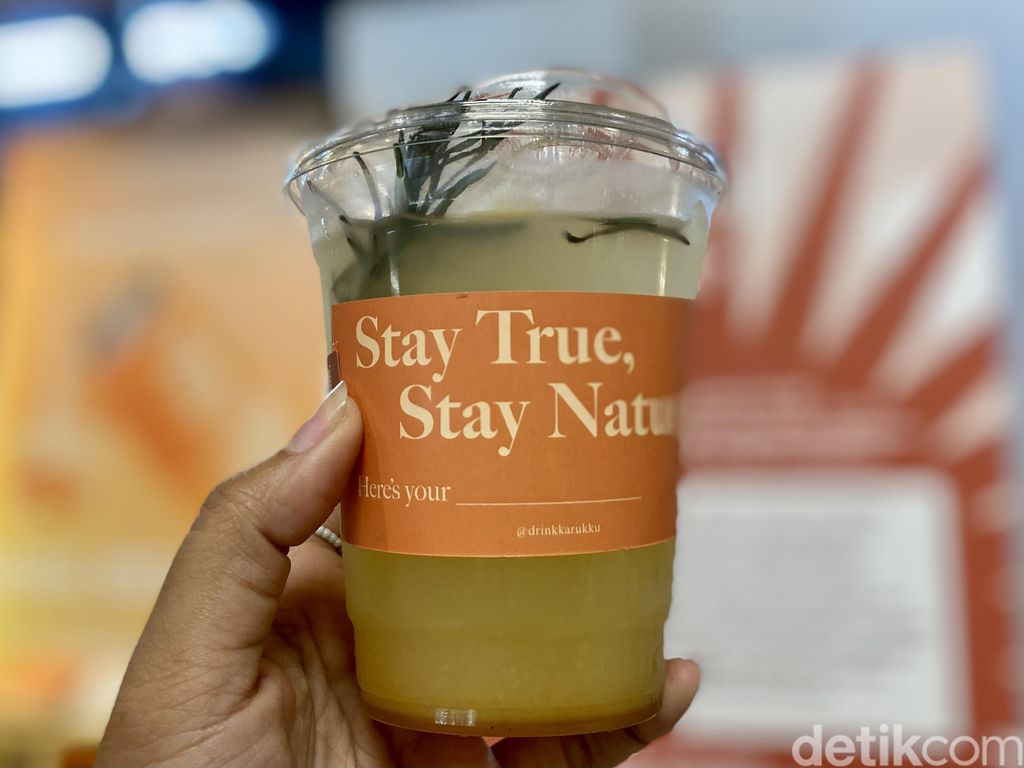 Stay True,
Stay Natu
Here's your
@drinkkarukku
detikcom